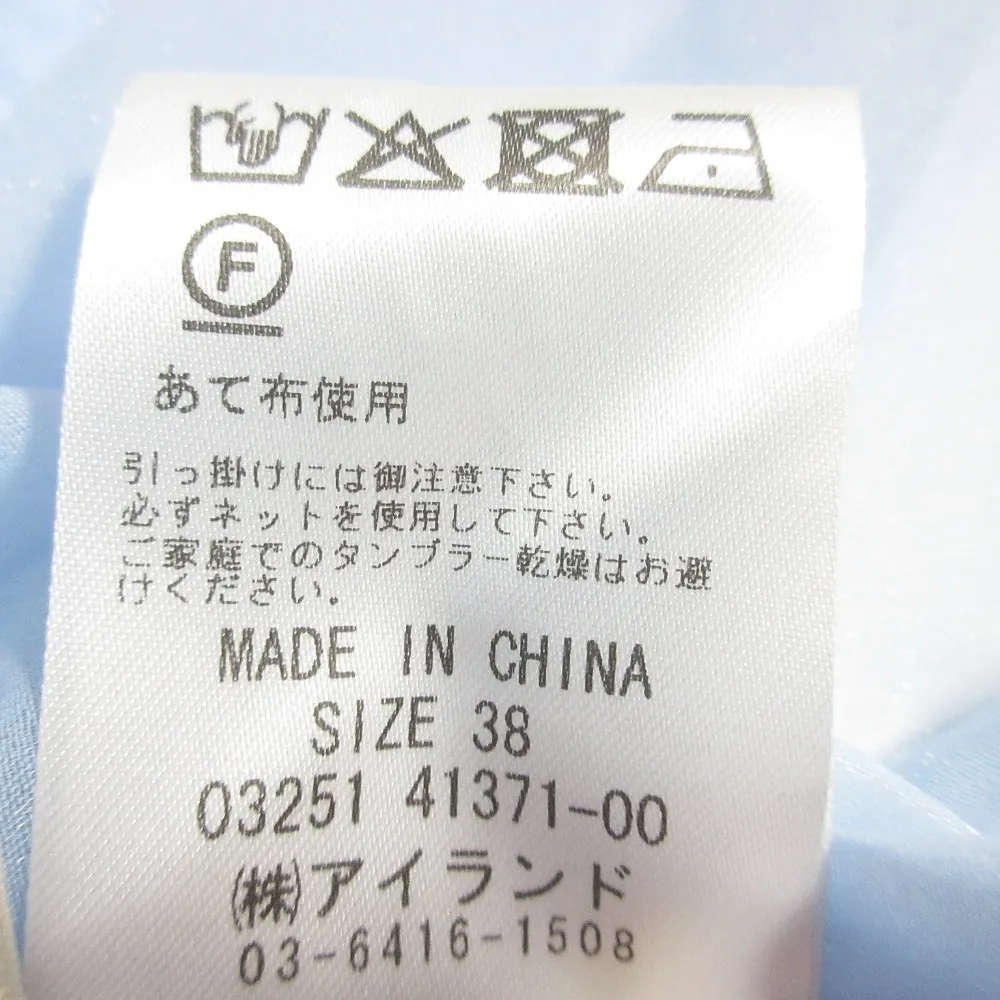 F
あて布使用
引っ掛けには御注意下さい。
必ずネットを使用して下さい。
ご家庭でのタンブラー乾燥はお避
けください。
MADE IN CHINA
SIZE 38
03251 41371-00
(株)アイランド
03-6416-1508